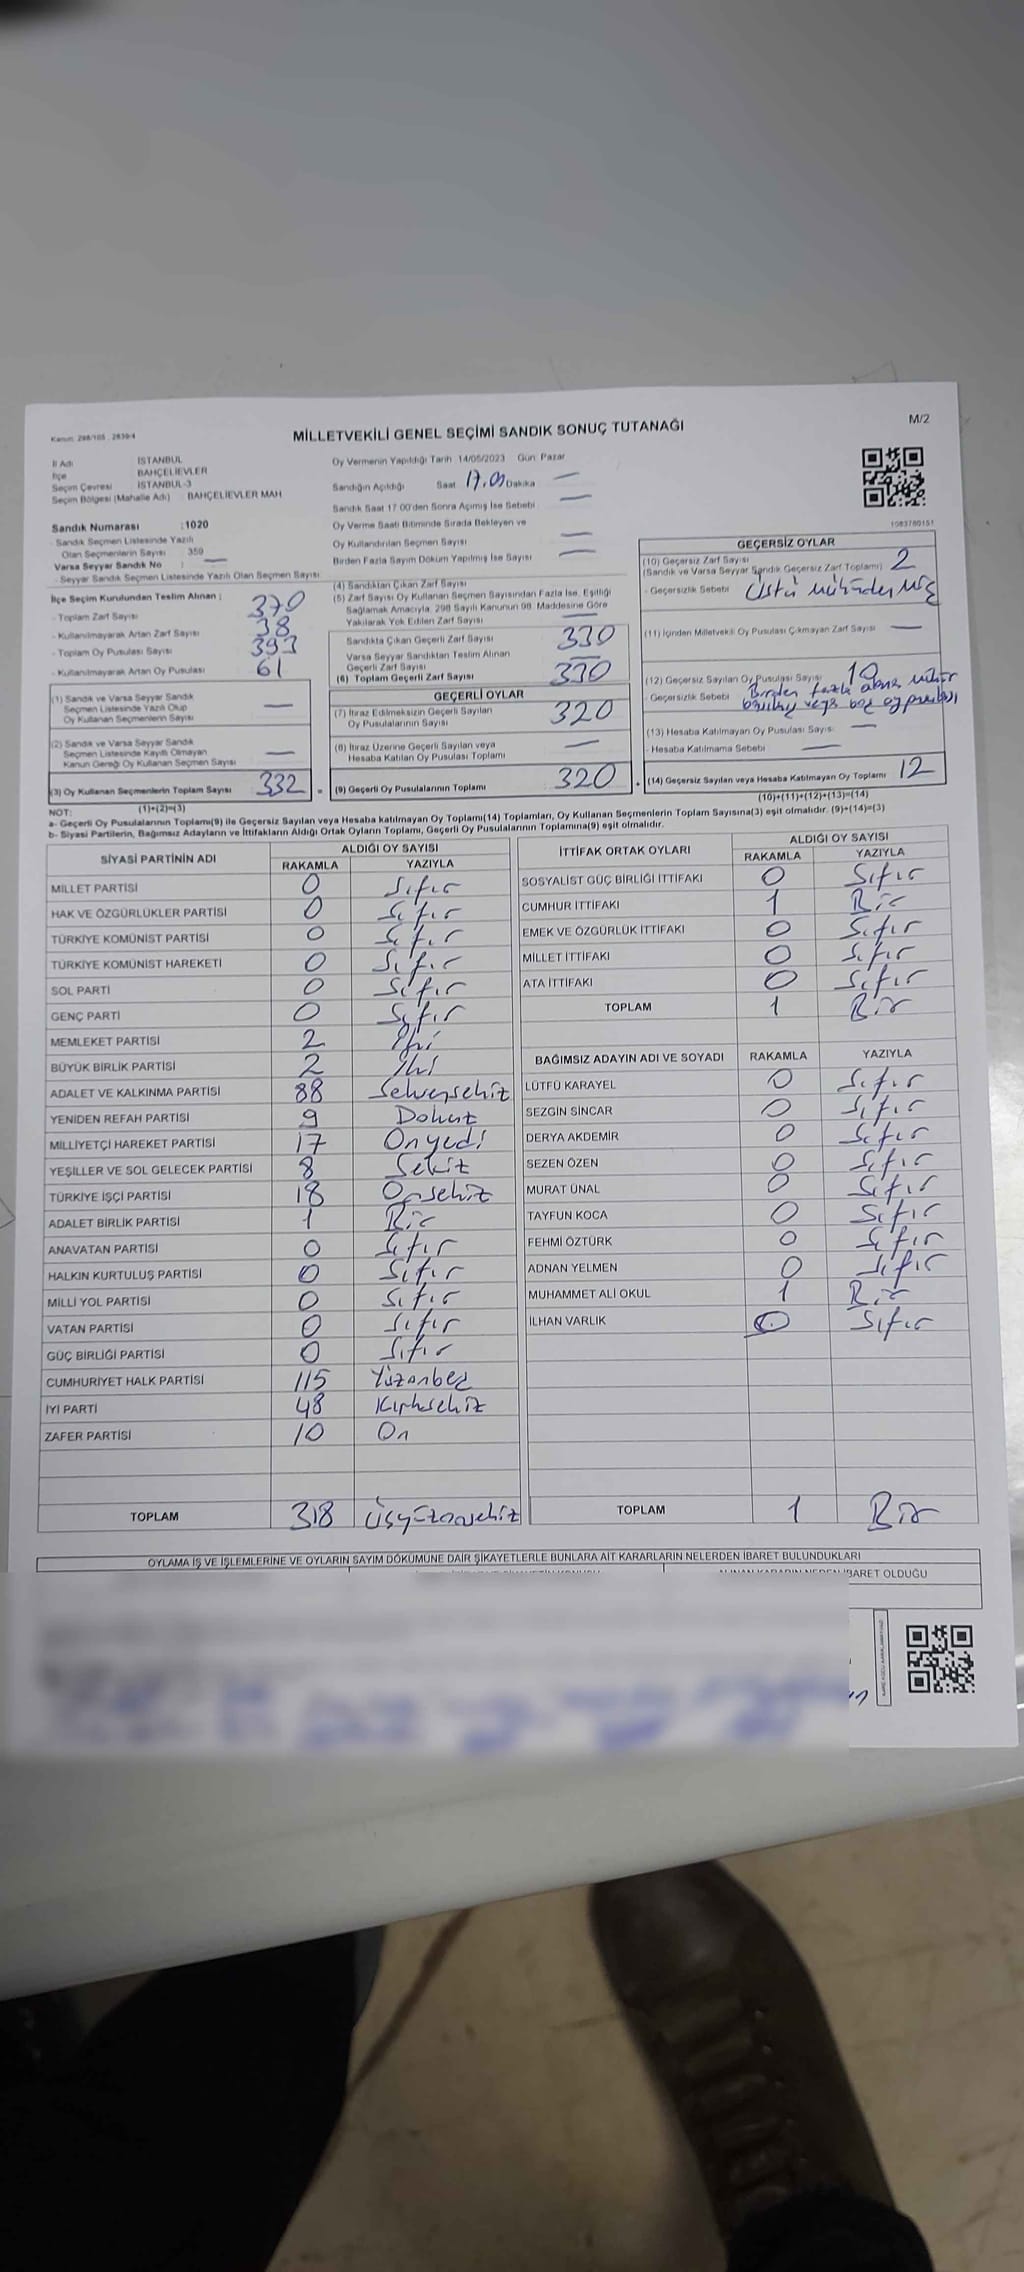 Kanun: 298/105 , 2839/4
MİLLETVEKİLİ GENEL SEÇİMİ SANDIK SONUÇ TUTANAĞI
M/2
İl Adı : İSTANBUL
İlçe : BAHÇELİEVLER
Seçim Çevresi : İSTANBUL-3
Seçim Bölgesi (Mahalle Adı) : BAHÇELİEVLER MAH
Sandık Numarası :1020
- Sandık Seçmen Listesinde Yazılı
Olan Seçmenlerin Sayısı : 359
Varsa Seyyar Sandık No : —
- Seyyar Sandık Seçmen Listesinde Yazılı Olan Seçmen Sayısı:
İlçe Seçim Kurulundan Teslim Alınan :
- Toplam Zarf Sayısı 370
- Kullanılmayarak Artan Zarf Sayısı 38
- Toplam Oy Pusulası Sayısı 393
- Kullanılmayarak Artan Oy Pusulası 61
(1) Sandık ve Varsa Seyyar Sandık
Seçmen Listesinde Yazılı Olup
Oy Kullanan Seçmenlerin Sayısı —
(2) Sandık ve Varsa Seyyar Sandık
Seçmen Listesinde Kayıtlı Olmayan
Kanun Gereği Oy Kullanan Seçmen Sayısı —
(3) Oy Kullanan Seçmenlerin Toplam Sayısı 332
(1)+(2)=(3)
Oy Vermenin Yapıldığı Tarih 14/05/2023 Gün: Pazar
Sandığın Açıldığı Saat 17.00 Dakika —
Sandık Saat 17:00'den Sonra Açımış İse Sebebi —
Oy Verme Saati Bitiminde Sırada Bekleyen ve
Oy Kullandırılan Seçmen Sayısı —
Birden Fazla Sayım Döküm Yapılmış İse Sayısı —
(4) Sandıktan Çıkan Zarf Sayısı
(5) Zarf Sayısı Oy Kullanan Seçmen Sayısından Fazla İse, Eşitliği
Sağlamak Amacıyla, 298 Sayılı Kanunun 98. Maddesine Göre
Yakılarak Yok Edilen Zarf Sayısı —
Sandıkta Çıkan Geçerli Zarf Sayısı 330
Varsa Seyyar Sandıktan Teslim Alınan
Geçerli Zarf Sayısı —
(6) Toplam Geçerli Zarf Sayısı 330
GEÇERLİ OYLAR
(7) İtiraz Edilmeksizin Geçerli Sayılan
Oy Pusulalarının Sayısı 320
(8) İtiraz Üzerine Geçerli Sayılan veya
Hesaba Katılan Oy Pusulası Toplamı —
(9) Geçerli Oy Pusulalarının Toplamı 320
1083760151
GEÇERSİZ OYLAR
(10) Geçersiz Zarf Sayısı
(Sandık ve Varsa Seyyar Sandık Geçersiz Zarf Toplamı) 2
- Geçersizlik Sebebi Üstü mühürlenmiş
(11) İçinden Milletvekili Oy Pusulası Çıkmayan Zarf Sayısı —
(12) Geçersiz Sayılan Oy Pusulası Sayısı 10
- Geçersizlik Sebebi Birden fazla alana mühür
basılmış veya boş oy pusulası
(13) Hesaba Katılmayan Oy Pusulası Sayısı —
- Hesaba Katılmama Sebebi —
(14) Geçersiz Sayılan veya Hesaba Katılmayan Oy Toplamı 12
(10)+(11)+(12)+(13)=(14)
NOT:
a- Geçerli Oy Pusulalarının Toplamı(9) ile Geçersiz Sayılan veya Hesaba katılmayan Oy Toplamı(14) Toplamları, Oy Kullanan Seçmenlerin Toplam Sayısına(3) eşit olmalıdır. (9)+(14)=(3)
b- Siyasi Partilerin, Bağımsız Adayların ve İttifakların Aldığı Ortak Oyların Toplamı, Geçerli Oy Pusulalarının Toplamına(9) eşit olmalıdır.
SİYASİ PARTİNİN ADI ALDIĞI OY SAYISI
RAKAMLA YAZIYLA
MİLLET PARTİSİ 0 Sıfır
HAK VE ÖZGÜRLÜKLER PARTİSİ 0 Sıfır
TÜRKİYE KOMÜNİST PARTİSİ 0 Sıfır
TÜRKİYE KOMÜNİST HAREKETİ 0 Sıfır
SOL PARTİ 0 Sıfır
GENÇ PARTİ 0 Sıfır
MEMLEKET PARTİSİ 2 İki
BÜYÜK BİRLİK PARTİSİ 2 İki
ADALET VE KALKINMA PARTİSİ 88 Seksensekiz
YENİDEN REFAH PARTİSİ 9 Dokuz
MİLLİYETÇİ HAREKET PARTİSİ 17 Onyedi
YEŞİLLER VE SOL GELECEK PARTİSİ 8 Sekiz
TÜRKİYE İŞÇİ PARTİSİ 18 Onsekiz
ADALET BİRLİK PARTİSİ 1 Bir
ANAVATAN PARTİSİ 0 Sıfır
HALKIN KURTULUŞ PARTİSİ 0 Sıfır
MİLLİ YOL PARTİSİ 0 Sıfır
VATAN PARTİSİ 0 Sıfır
GÜÇ BİRLİĞİ PARTİSİ 0 Sıfır
CUMHURİYET HALK PARTİSİ 115 Yüzonbeş
İYİ PARTİ 48 Kırksekiz
ZAFER PARTİSİ 10 On
TOPLAM 318 Üçyüzonsekiz
İTTİFAK ORTAK OYLARI ALDIĞI OY SAYISI
RAKAMLA YAZIYLA
SOSYALİST GÜÇ BİRLİĞİ İTTİFAKI 0 Sıfır
CUMHUR İTTİFAKI 1 Bir
EMEK VE ÖZGÜRLÜK İTTİFAKI 0 Sıfır
MİLLET İTTİFAKI 0 Sıfır
ATA İTTİFAKI 0 Sıfır
TOPLAM 1 Bir
BAĞIMSIZ ADAYIN ADI VE SOYADI RAKAMLA YAZIYLA
LÜTFÜ KARAYEL 0 Sıfır
SEZGİN SİNCAR 0 Sıfır
DERYA AKDEMİR 0 Sıfır
SEZEN ÖZEN 0 Sıfır
MURAT ÜNAL 0 Sıfır
TAYFUN KOCA 0 Sıfır
FEHMİ ÖZTÜRK 0 Sıfır
ADNAN YELMEN 0 Sıfır
MUHAMMET ALİ OKUL 1 Bir
İLHAN VARLIK 0 Sıfır
TOPLAM 1 Bir
OYLAMA İŞ VE İŞLEMLERİNE VE OYLARIN SAYIM DÖKÜMÜNE DAİR ŞİKAYETLERLE BUNLARA AİT KARARLARIN NELERDEN İBARET BULUNDUKLARI
İBARET OLDUĞU